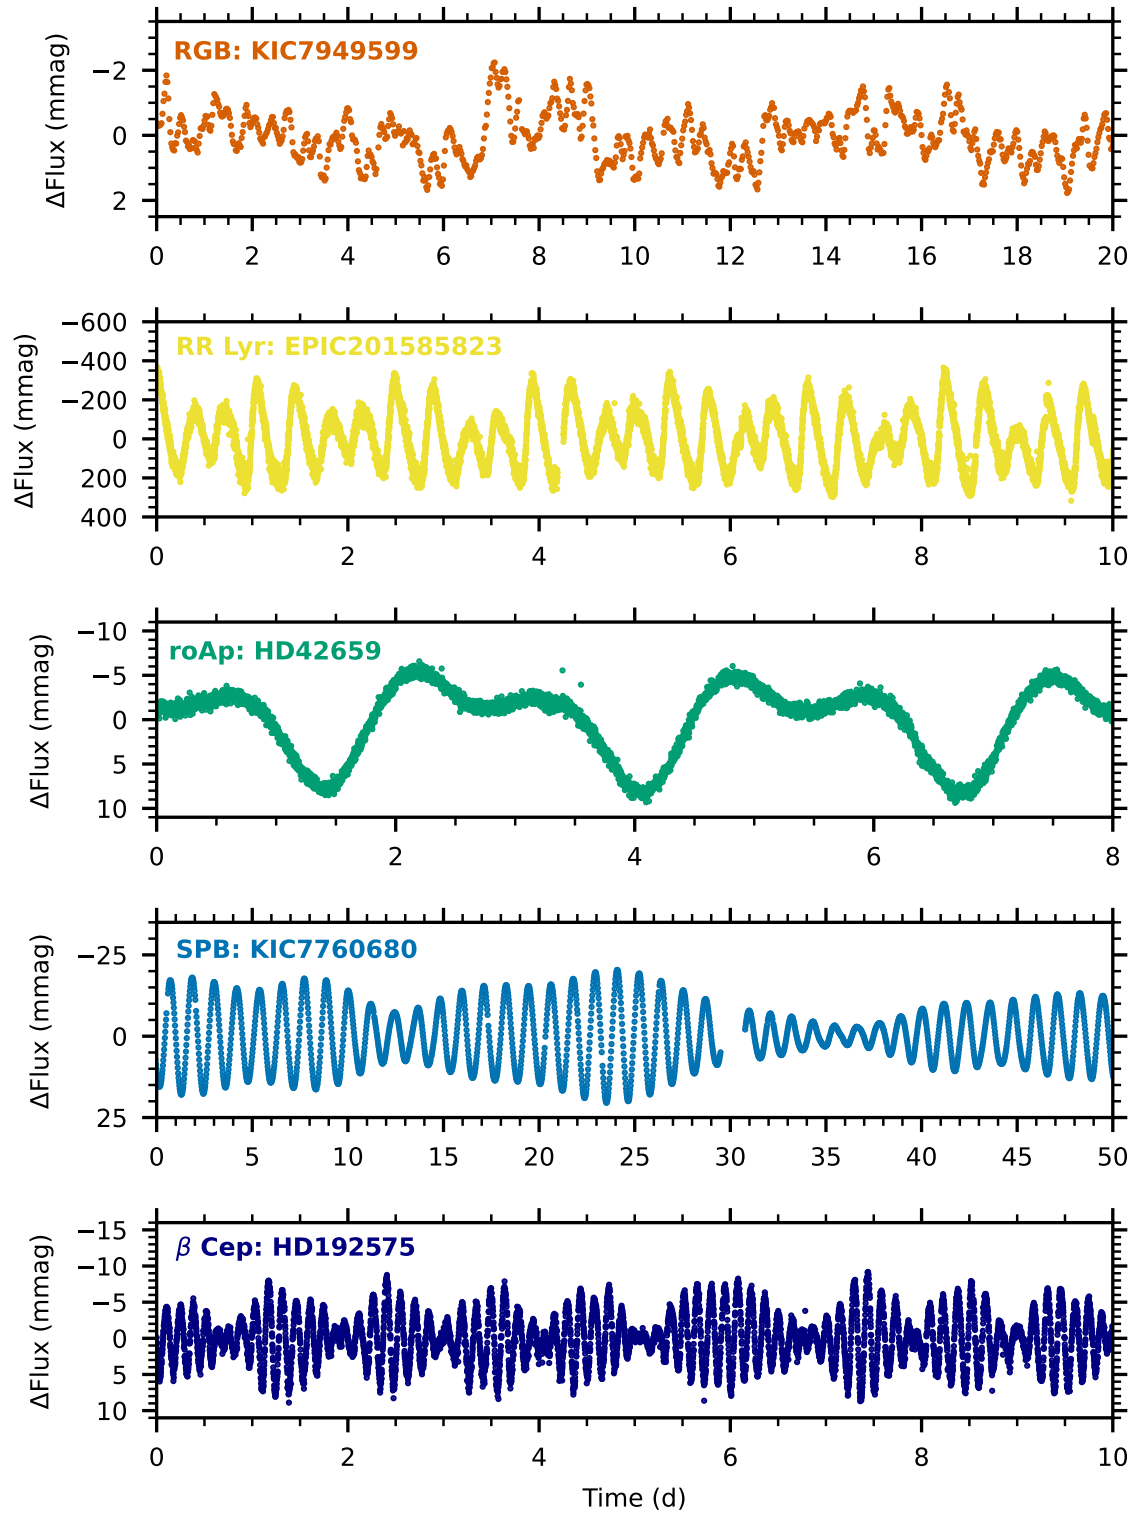 RGB: KIC7949599
ΔFlux (mmag)
−2
0
2
0 2 4 6 8 10 12 14 16 18 20
RR Lyr: EPIC201585823
ΔFlux (mmag)
−600
−400
−200
0
200
400
0 2 4 6 8 10
roAp: HD42659
ΔFlux (mmag)
−10
−5
0
5
10
0 2 4 6 8
SPB: KIC7760680
ΔFlux (mmag)
−25
0
25
0 5 10 15 20 25 30 35 40 45 50
β Cep: HD192575
ΔFlux (mmag)
−15
−10
−5
0
5
10
0 2 4 6 8 10
Time (d)